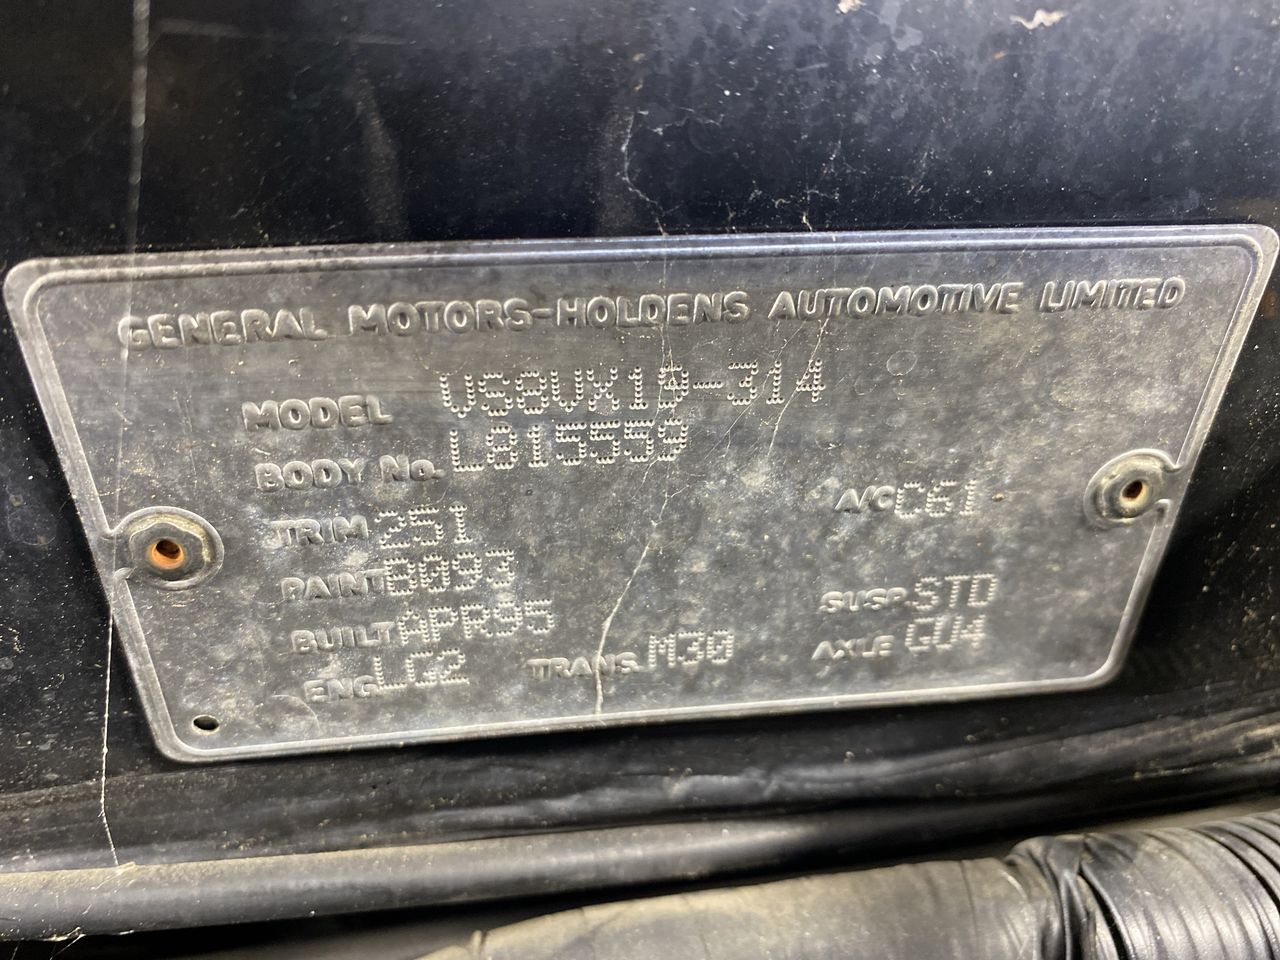 GENERAL MOTORS-HOLDENS AUTOMOTIVE LIMITED
MODEL VS8VX19-314
BODY No. L815559
TRIM 251 A/C C61
PAINT B093
BUILT APR95 SUSP. STD
ENG LG2 TRANS. M30 AXLE GU4